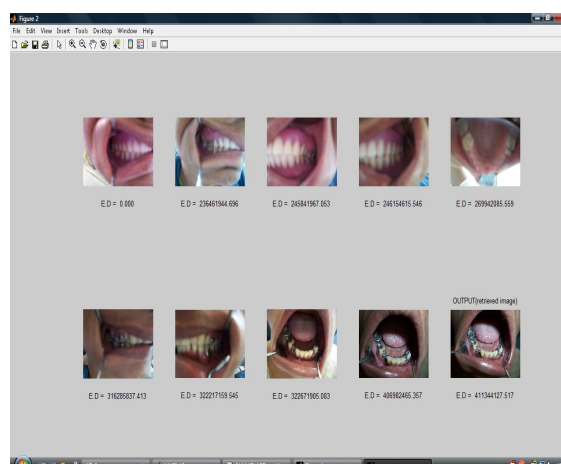 Figure 2
File Edit View Insert Tools Desktop Window Help
E.D = 0.000
E.D = 236461944.696
E.D = 245841967.053
E.D = 246154615.546
E.D = 269942085.559
OUTPUT(retrieved image)
E.D = 316285837.413
E.D = 322217159.545
E.D = 322671905.083
E.D = 406982465.357
E.D = 411344127.517